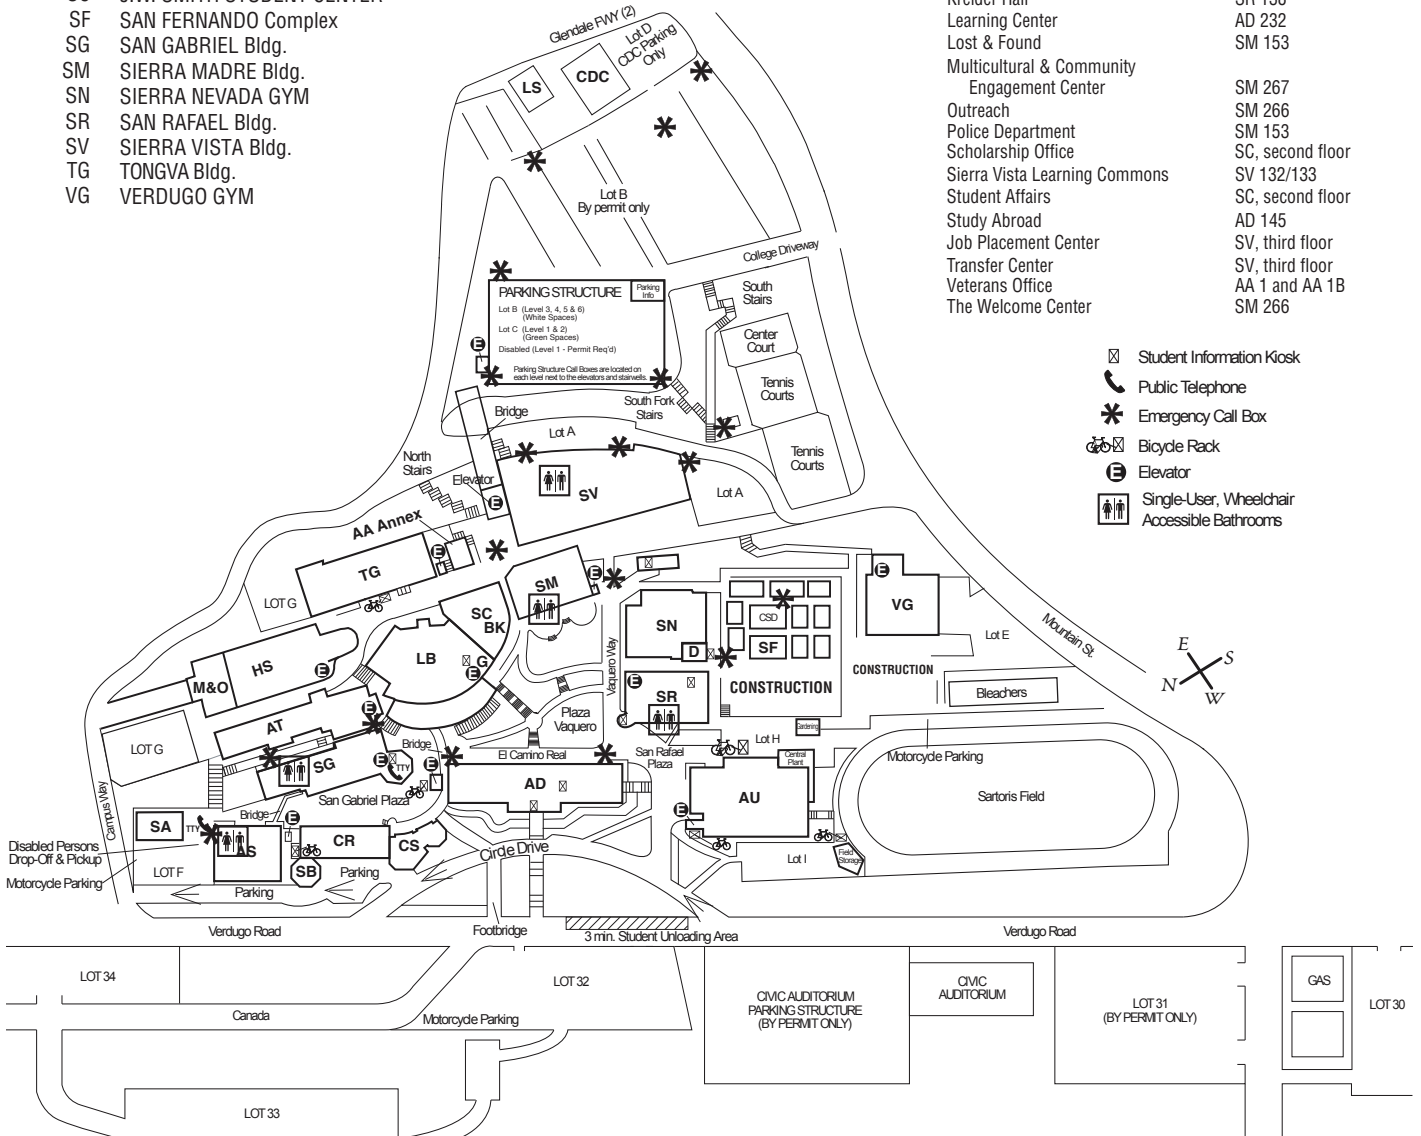 SF SAN FERNANDO Complex
SG SAN GABRIEL Bldg.
SM SIERRA MADRE Bldg.
SN SIERRA NEVADA GYM
SR SAN RAFAEL Bldg.
SV SIERRA VISTA Bldg.
TG TONGVA Bldg.
VG VERDUGO GYM
Learning Center AD 232
Lost & Found SM 153
Multicultural & Community
Engagement Center SM 267
Outreach SM 266
Police Department SM 153
Scholarship Office SC, second floor
Sierra Vista Learning Commons SV 132/133
Student Affairs SC, second floor
Study Abroad AD 145
Job Placement Center SV, third floor
Transfer Center SV, third floor
Veterans Office AA 1 and AA 1B
The Welcome Center SM 266
Student Information Kiosk
Public Telephone
Emergency Call Box
Bicycle Rack
E Elevator
Single-User, Wheelchair
Accessible Bathrooms
Glendale FWY (2)
Lot D
CDC Parking
Only
LS
CDC
Lot B
By permit only
College Driveway
PARKING STRUCTURE
Parking
Info
Lot B (Level 3, 4, 5 & 6)
(White Spaces)
Lot C (Level 1 & 2)
(Green Spaces)
Disabled (Level 1 - Permit Req'd)
Parking Structure Call Boxes are located on
each level next to the elevators and stairwells.
E
South
Stairs
Center
Court
Tennis
Courts
South Fork
Stairs
Bridge
Lot A
Tennis
Courts
North
Stairs
Elevator
E
SV
Lot A
AA Annex
E
TG
LOT G
SM
E
SC
BK
SN
D
CSD
SF
E
VG
Lot E
Mountain St.
E
S
N
W
HS
E
M&O
LB
G
E
Vaquero Way
E
SR
CONSTRUCTION
CONSTRUCTION
Bleachers
AT
E
LOT G
Plaza
Vaquero
Gardening
Bridge
El Camino Real
San Rafael
Plaza
Lot H
Central
Plant
Motorcycle Parking
SG
E
TTY
E
San Gabriel Plaza
AD
AU
Sartoris Field
Campus Way
Bridge
E
E
SA
TTY
AS
CR
CS
SB
Circle Drive
Disabled Persons
Drop-Off & Pickup
Motorcycle Parking
LOT F
Parking
Parking
Lot I
Field
Storage
Verdugo Road
Footbridge
3 min. Student Unloading Area
Verdugo Road
LOT 34
LOT 32
CIVIC AUDITORIUM
PARKING STRUCTURE
(BY PERMIT ONLY)
CIVIC
AUDITORIUM
LOT 31
(BY PERMIT ONLY)
GAS
LOT 30
Canada
Motorcycle Parking
LOT 33